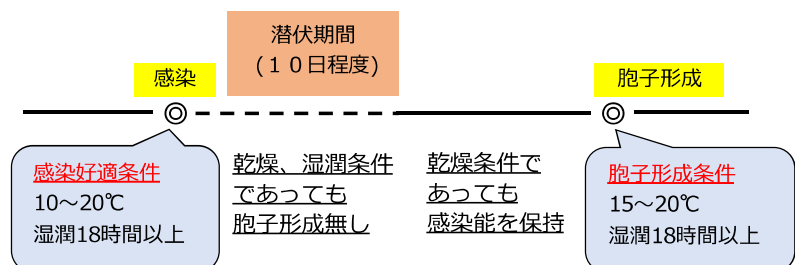 潜伏期間
(１０日程度)
感染
胞子形成
感染好適条件
10～20℃
湿潤18時間以上
乾燥、湿潤条件
であっても
胞子形成無し
乾燥条件で
あっても
感染能を保持
胞子形成条件
15～20℃
湿潤18時間以上